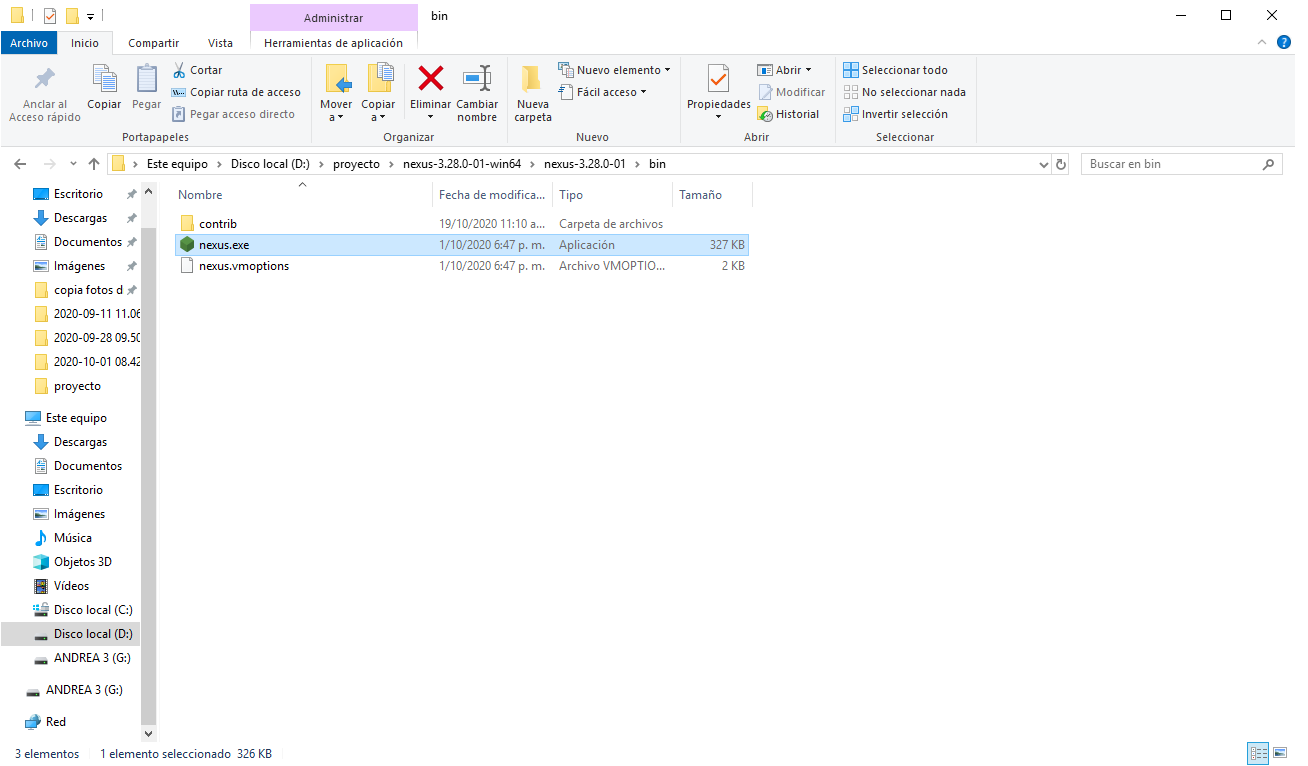 Administrar
bin
Archivo
Inicio
Compartir
Vista
Herramientas de aplicación
Anclar al
Acceso rápido
Copiar
Pegar
Cortar
Copiar ruta de acceso
Pegar acceso directo
Portapapeles
Mover
a
Copiar
a
Eliminar
Cambiar
nombre
Organizar
Nueva
carpeta
Nuevo elemento
Fácil acceso
Nuevo
Propiedades
Abrir
Modificar
Historial
Abrir
Seleccionar todo
No seleccionar nada
Invertir selección
Seleccionar
Este equipo > Disco local (D:) > proyecto > nexus-3.28.0-01-win64 > nexus-3.28.0-01 > bin
Buscar en bin
Escritorio
Descargas
Documentos
Imágenes
copia fotos d
2020-09-11 11.06
2020-09-28 09.50
2020-10-01 08.42
proyecto
Este equipo
Descargas
Documentos
Escritorio
Imágenes
Música
Objetos 3D
Vídeos
Disco local (C:)
Disco local (D:)
ANDREA 3 (G:)
ANDREA 3 (G:)
Red
Nombre Fecha de modifica... Tipo Tamaño
contrib 19/10/2020 11:10 a... Carpeta de archivos
nexus.exe 1/10/2020 6:47 p. m. Aplicación 327 KB
nexus.vmoptions 1/10/2020 6:47 p. m. Archivo VMOPTIO... 2 KB
3 elementos 1 elemento seleccionado 326 KB